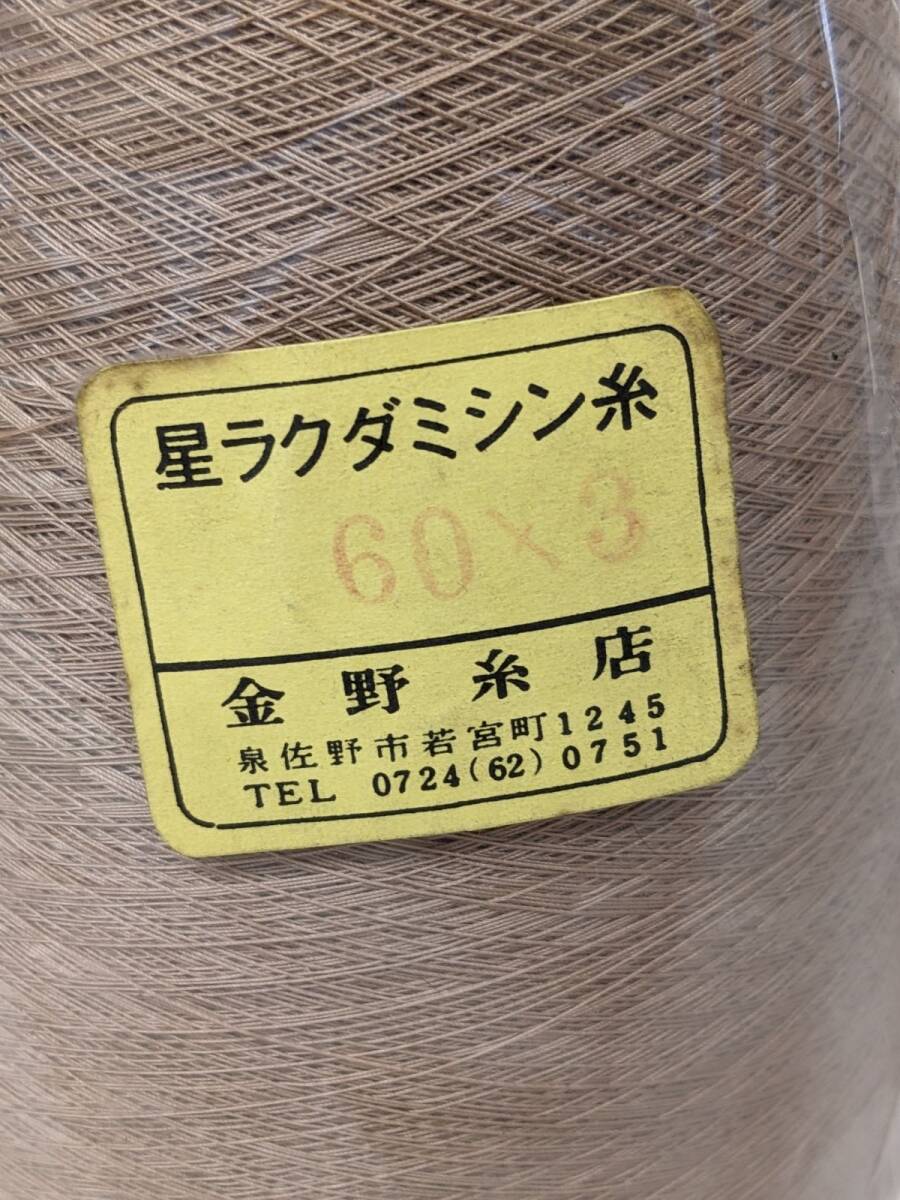 星ラクダミシン糸
60×3
金野糸店
泉佐野市若宮町1245
TEL 0724(62)0751